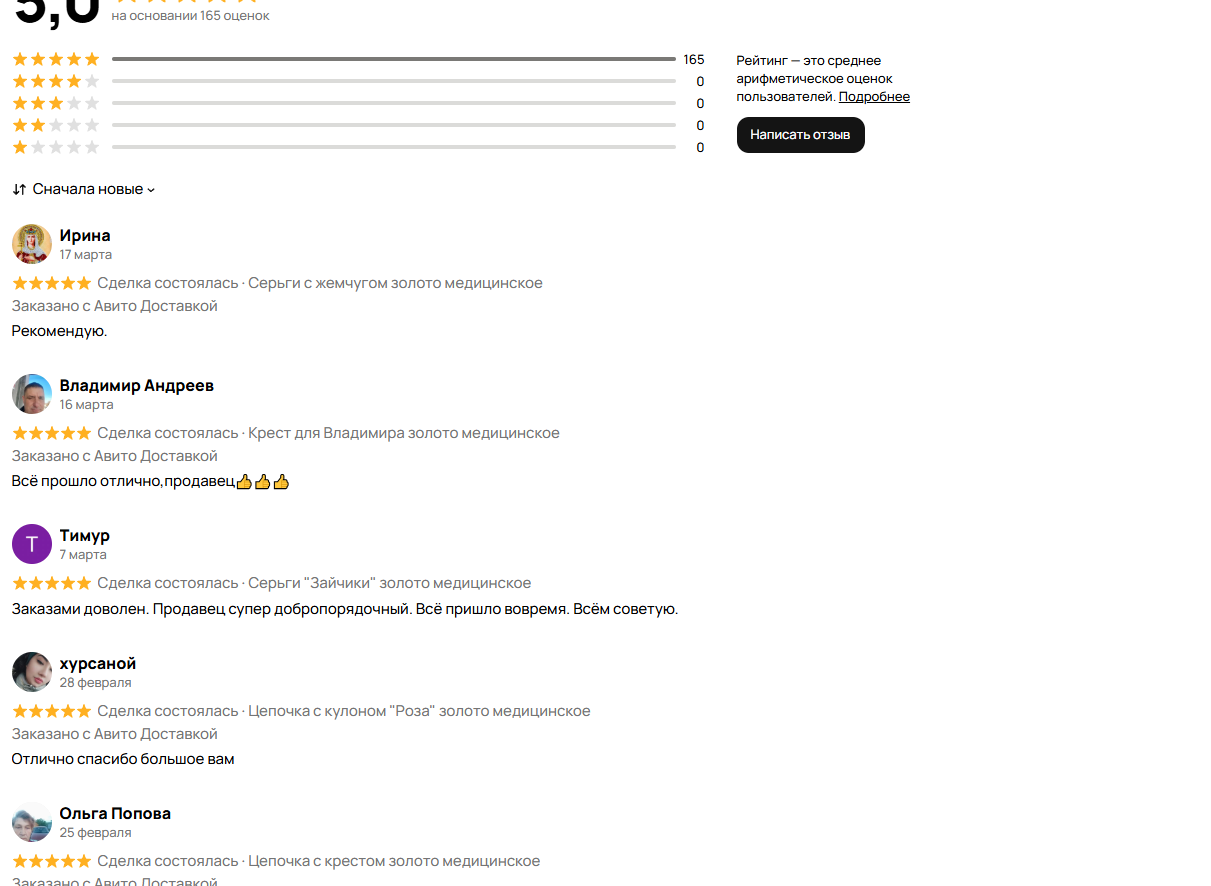 5,0
на основании 165 оценок
165
0
0
0
0
Рейтинг — это среднее
арифметическое оценок
пользователей. Подробнее
Написать отзыв
Сначала новые
Ирина
17 марта
Сделка состоялась · Серьги с жемчугом золото медицинское
Заказано с Авито Доставкой
Рекомендую.
Владимир Андреев
16 марта
Сделка состоялась · Крест для Владимира золото медицинское
Заказано с Авито Доставкой
Всё прошло отлично,продавец👍👍👍
Т
Тимур
7 марта
Сделка состоялась · Серьги "Зайчики" золото медицинское
Заказами доволен. Продавец супер добропорядочный. Всё пришло вовремя. Всём советую.
хурсаной
28 февраля
Сделка состоялась · Цепочка с кулоном "Роза" золото медицинское
Заказано с Авито Доставкой
Отлично спасибо большое вам
Ольга Попова
25 февраля
Сделка состоялась · Цепочка с крестом золото медицинское
Заказано с Авито Доставкой